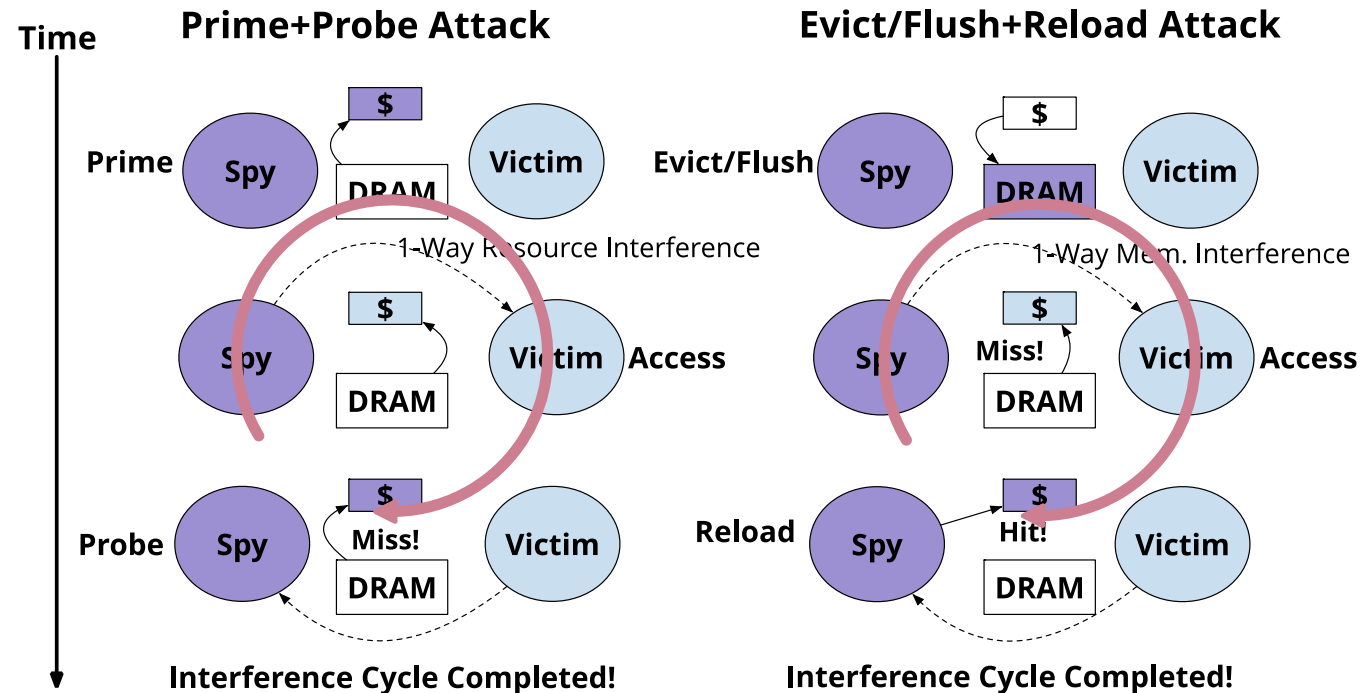 Time
Prime+Probe Attack
Evict/Flush+Reload Attack
Prime
Spy
$
DRAM
Victim
1-Way Resource Interference
Spy
$
DRAM
Victim
Access
Probe
Spy
$
Miss!
DRAM
Victim
Interference Cycle Completed!
Evict/Flush
Spy
$
DRAM
Victim
1-Way Mem. Interference
Spy
$
Miss!
DRAM
Victim
Access
Reload
Spy
$
Hit!
DRAM
Victim
Interference Cycle Completed!